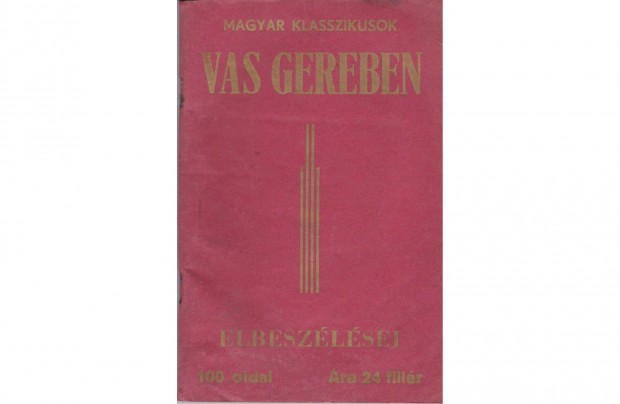 MAGYAR KLASSZIKUSOK
VAS GEREBEN
ELBESZÉLÉSEI
100 oldal Ára 24 fillér